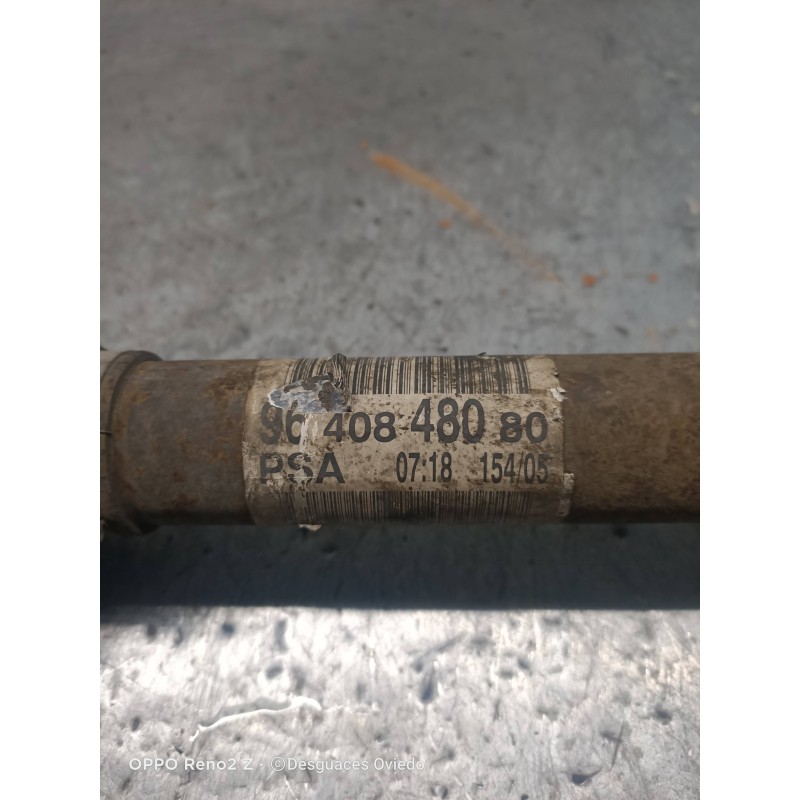 96 408 480 80
PSA 07:18 154/05
OPPO Reno2 Z · ©Desguaces Oviedo